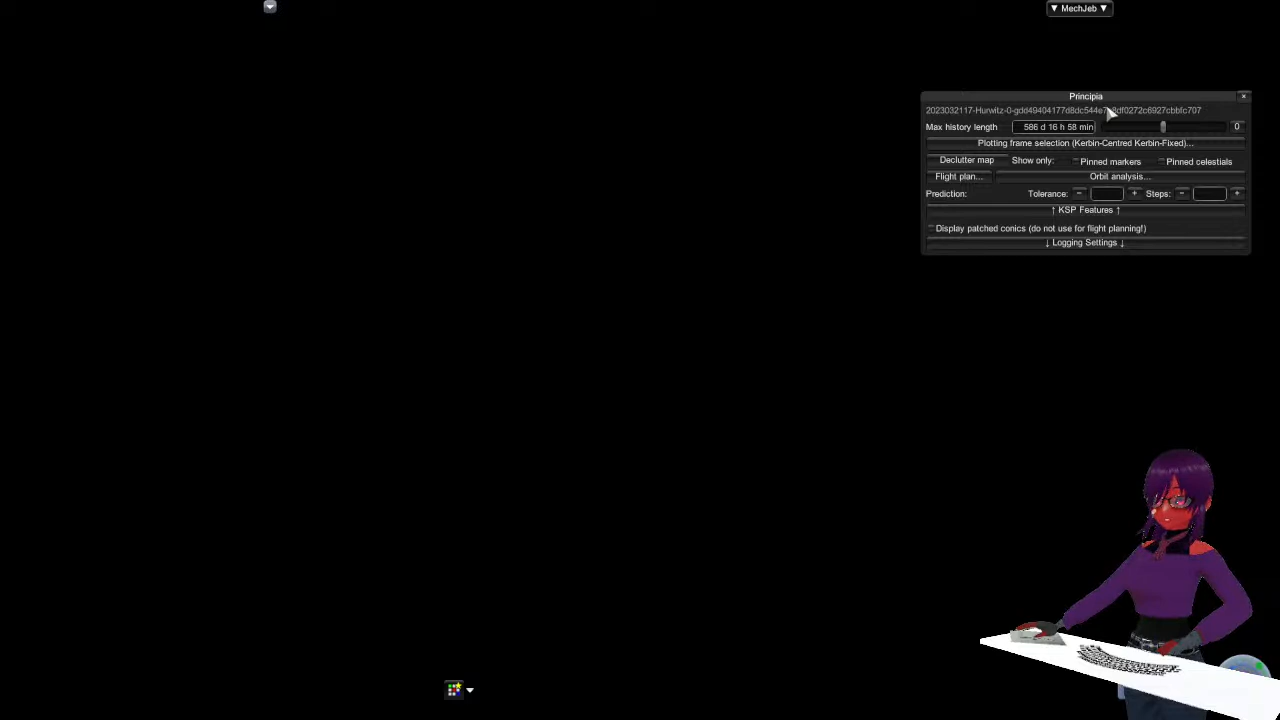 ▼ MechJeb ▼
Principia
×
Max history length 586 d 16 h 58 min 0
Plotting frame selection (Kerbin-Centred Kerbin-Fixed)...
Declutter map Show only: Pinned markers Pinned celestials
Flight plan... Orbit analysis...
Prediction: Tolerance: − + Steps: − +
↑ KSP Features ↑
Display patched conics (do not use for flight planning!)
↓ Logging Settings ↓